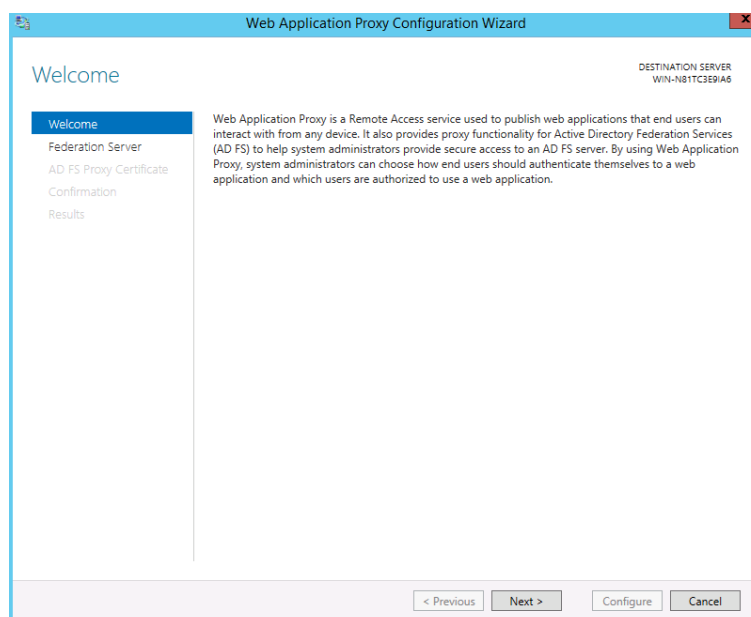 Web Application Proxy Configuration Wizard
x
Welcome
DESTINATION SERVER
WIN-N81TC3E9IA6
Welcome
Federation Server
AD FS Proxy Certificate
Confirmation
Results
Web Application Proxy is a Remote Access service used to publish web applications that end users can
interact with from any device. It also provides proxy functionality for Active Directory Federation Services
(AD FS) to help system administrators provide secure access to an AD FS server. By using Web Application
Proxy, system administrators can choose how end users should authenticate themselves to a web
application and which users are authorized to use a web application.
< Previous
Next >
Configure
Cancel